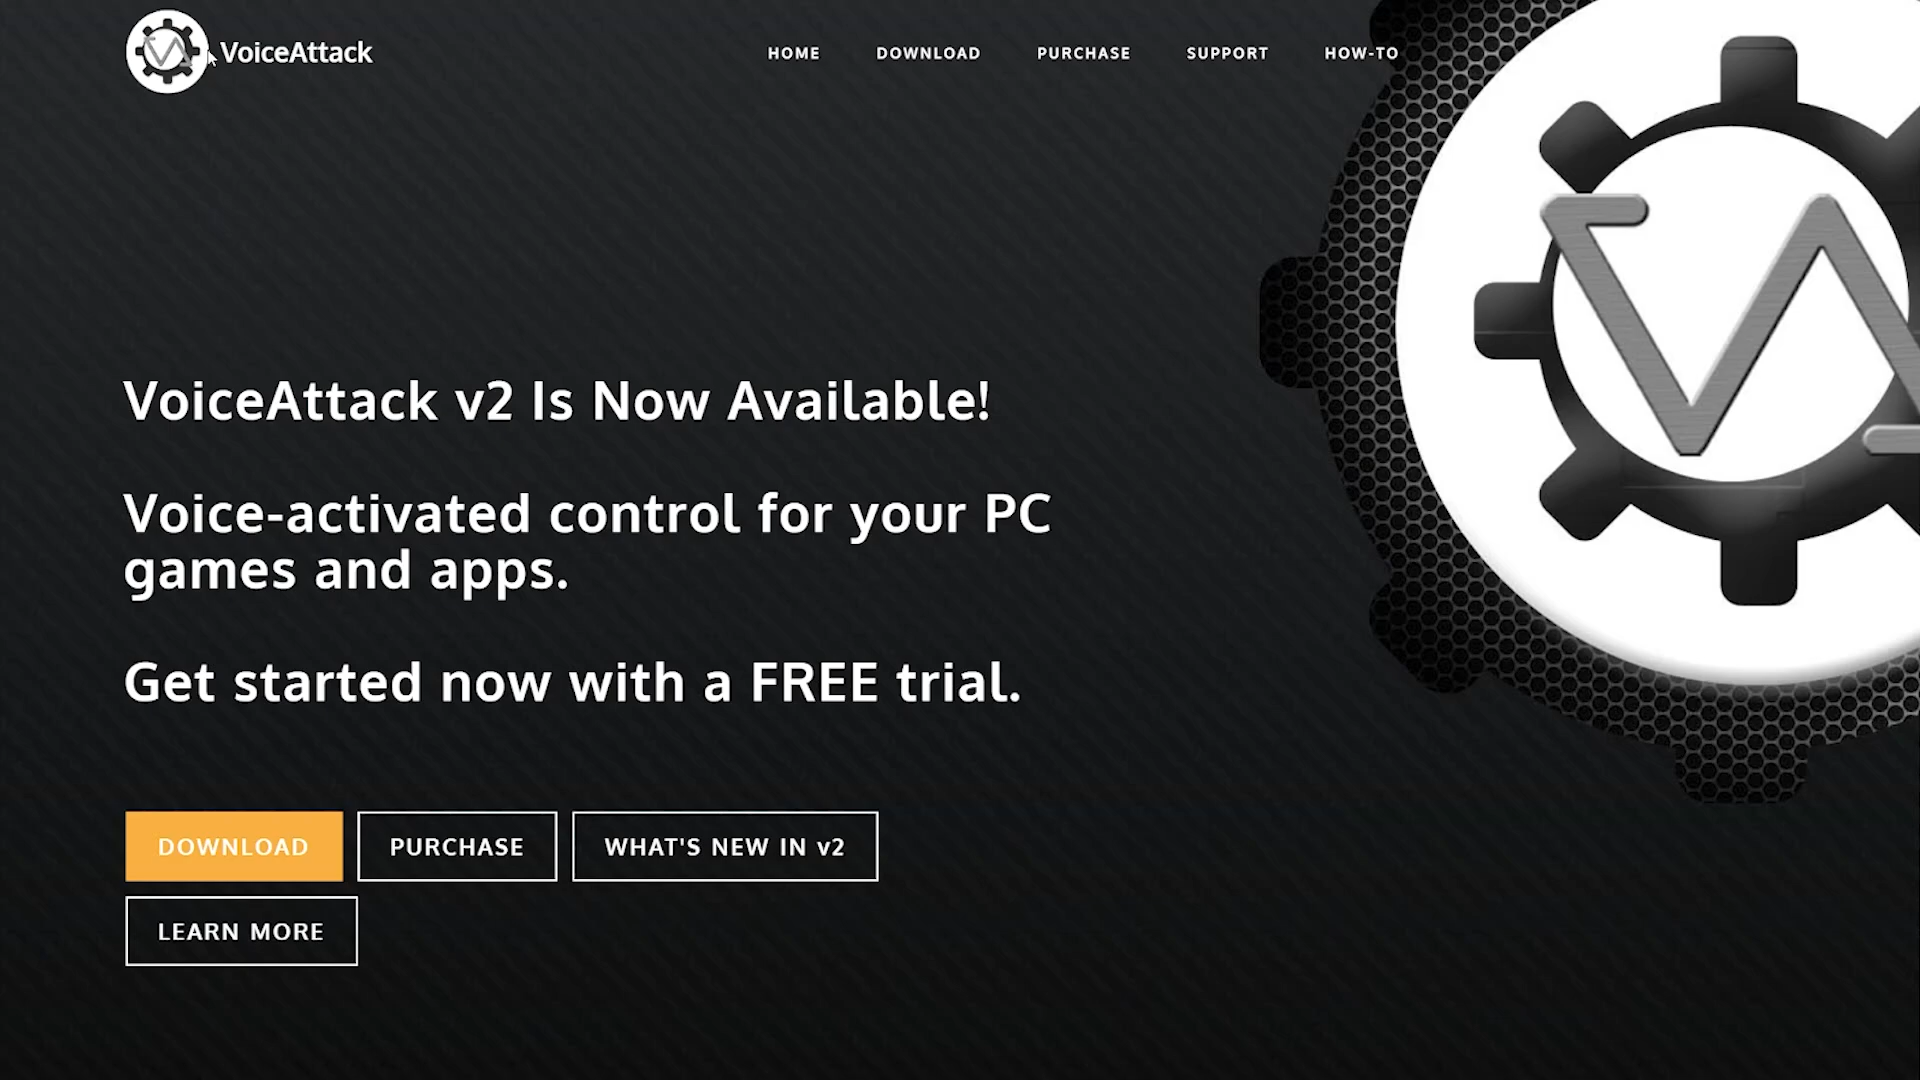 VoiceAttack
HOME DOWNLOAD PURCHASE SUPPORT HOW-TO
VoiceAttack v2 Is Now Available!
Voice-activated control for your PC
games and apps.
Get started now with a FREE trial.
DOWNLOAD PURCHASE WHAT'S NEW IN v2
LEARN MORE